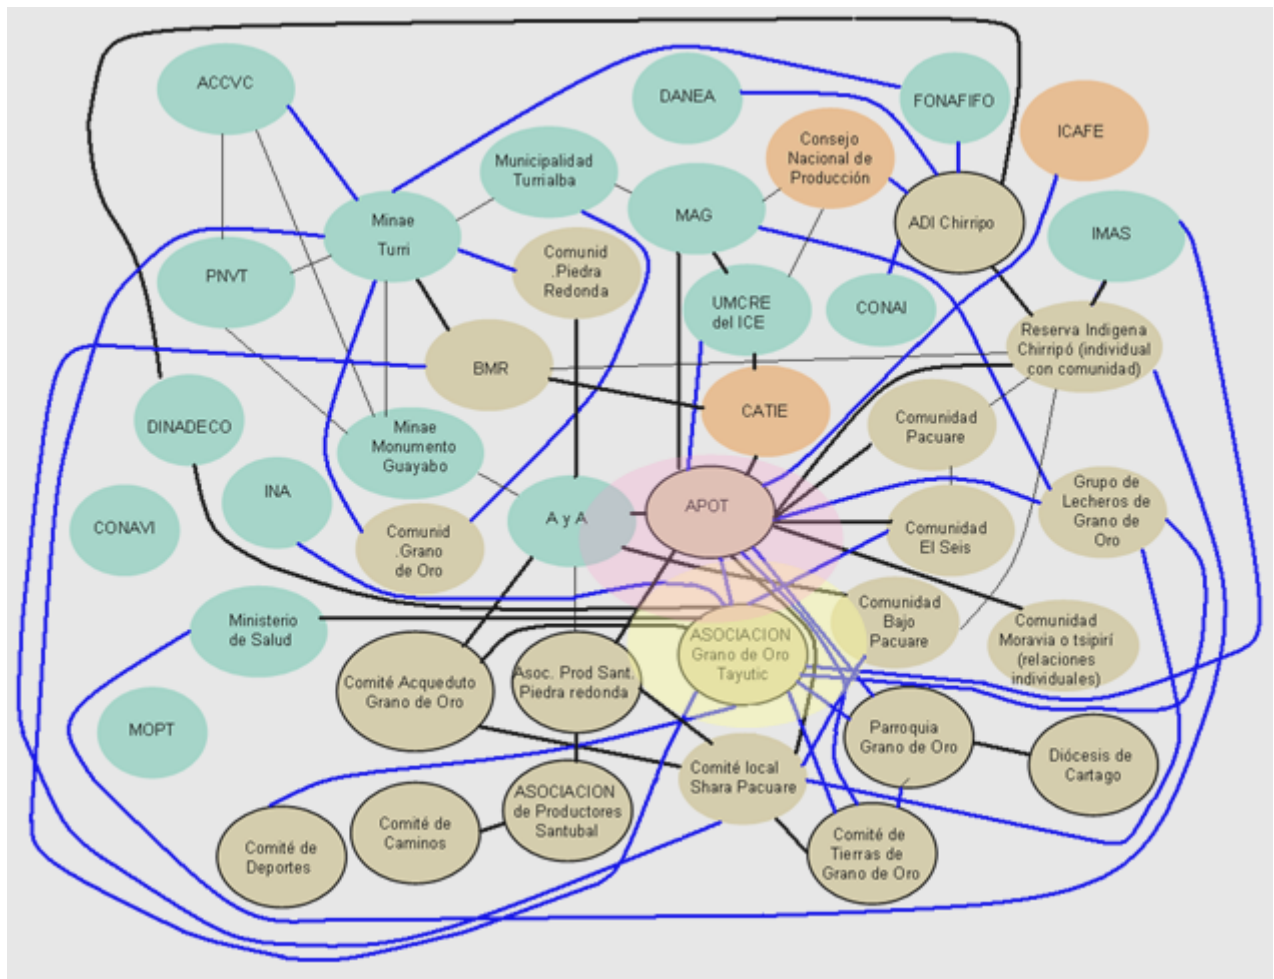 ACCVC
DANEA
FONAFIFO
ICAFE
Consejo
Nacional de
Producción
Municipalidad
Turrialba
MAG
ADI Chirripo
IMAS
Minae
Turri
Comunid
.Piedra
Redonda
PNVT
UMCRE
del ICE
CONAI
Reserva Indigena
Chirripó (individual
con comunidad)
BMR
CATIE
Comunidad
Pacuare
DINADECO
Minae
Monumento
Guayabo
INA
APOT
Grupo de
Lecheros de
Grano de
Oro
CONAVI
A y A
Comunidad
El Seis
Comunid
.Grano
de Oro
Ministerio
de Salud
Comunidad
Bajo
Pacuare
Comunidad
Moravia o tsipirí
(relaciones
individuales)
ASOCIACION
Grano de Oro
Tayutic
Asoc. Prod Sant.
Piedra redonda
Comité Acqueduto
Grano de Oro
MOPT
Parroquia
Grano de Oro
Diócesis de
Cartago
Comité local
Shara Pacuare
ASOCIACION
de Productores
Santubal
Comité de
Caminos
Comité de
Deportes
Comité de
Tierras de
Grano de Oro